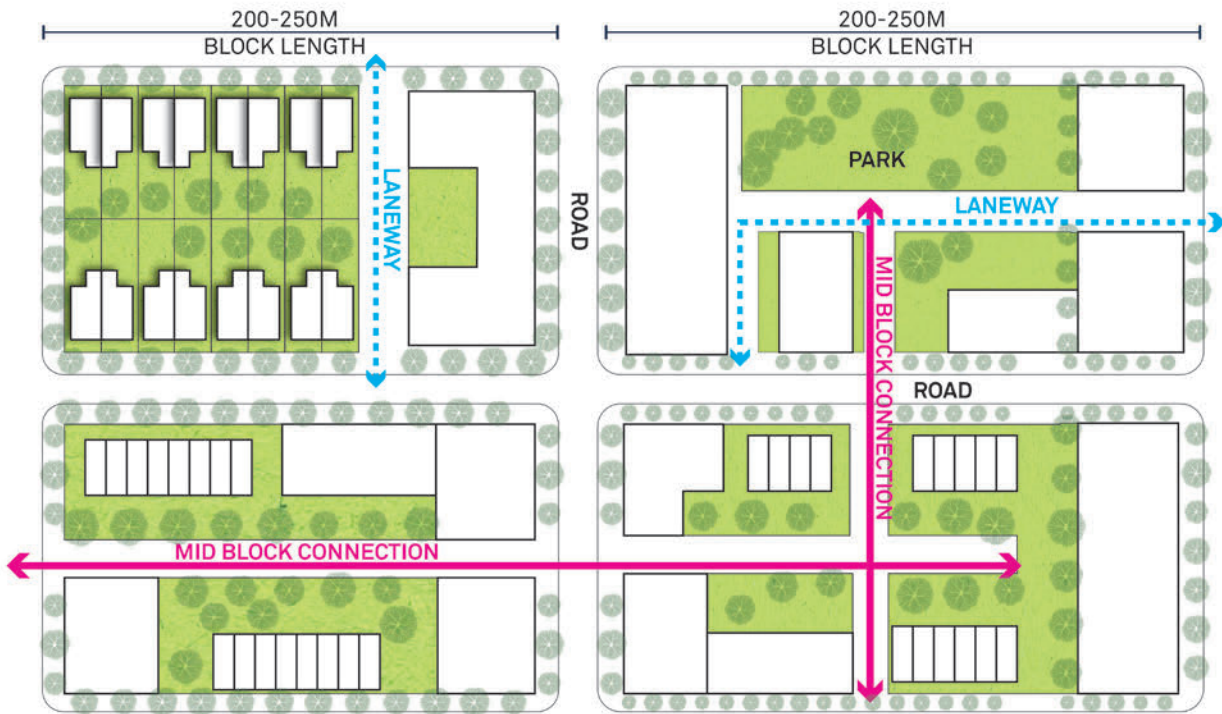 200-250M
BLOCK LENGTH
200-250M
BLOCK LENGTH
LANEWAY
ROAD
PARK
LANEWAY
MID BLOCK CONNECTION
ROAD
MID BLOCK CONNECTION